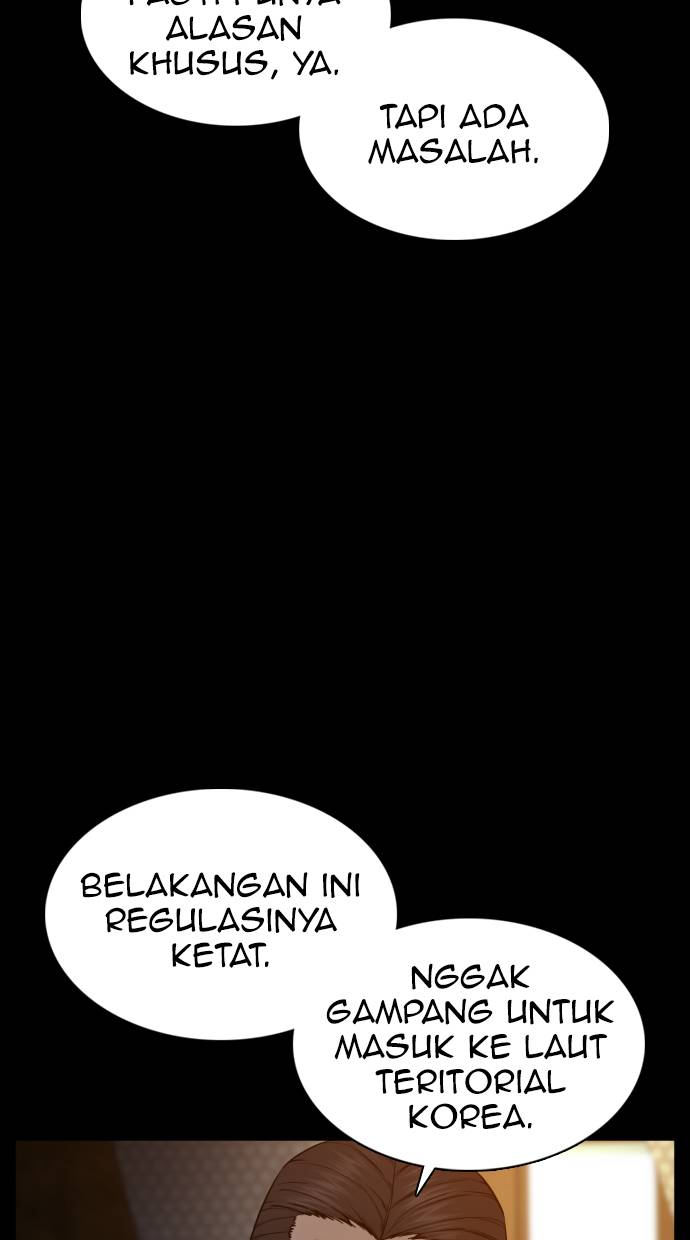 ALASAN
KHUSUS, YA.
TAPI ADA
MASALAH.
BELAKANGAN INI
REGULASINYA
KETAT.
NGGAK
GAMPANG UNTUK
MASUK KE LAUT
TERITORIAL
KOREA.